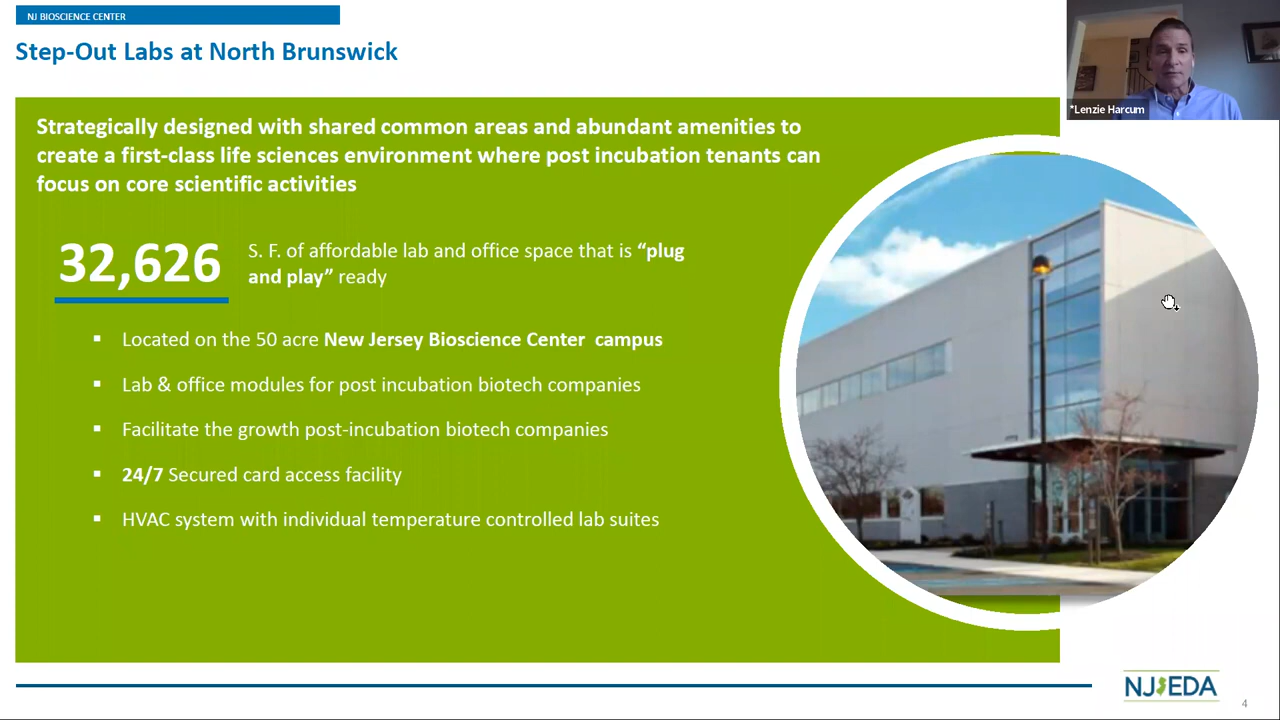 NJ BIOSCIENCE CENTER
Step-Out Labs at North Brunswick
*Lenzie Harcum
Strategically designed with shared common areas and abundant amenities to
create a first-class life sciences environment where post incubation tenants can
focus on core scientific activities
32,626
S. F. of affordable lab and office space that is “plug
and play” ready
▪ Located on the 50 acre New Jersey Bioscience Center campus
▪ Lab & office modules for post incubation biotech companies
▪ Facilitate the growth post-incubation biotech companies
▪ 24/7 Secured card access facility
▪ HVAC system with individual temperature controlled lab suites
NJEDA
4